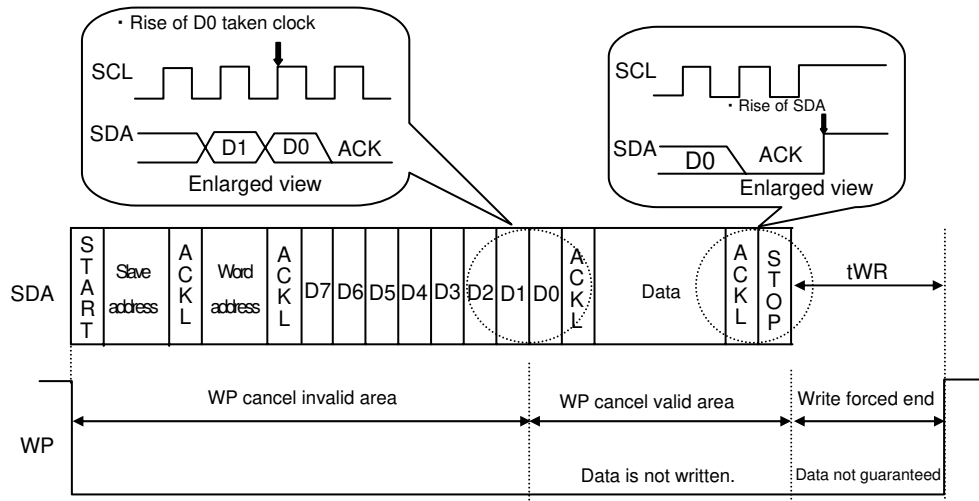 ・ Rise of D0 taken clock
SCL
SDA
D1
D0
ACK
Enlarged view
SCL
・ Rise of SDA
SDA
D0
ACK
Enlarged view
SDA
START
Slave
address
ACKL
Word
address
ACKL
D7
D6
D5
D4
D3
D2
D1
D0
ACKL
Data
ACKL
STOP
tWR
WP cancel invalid area
WP cancel valid area
Write forced end
WP
Data is not written.
Data not guaranteed